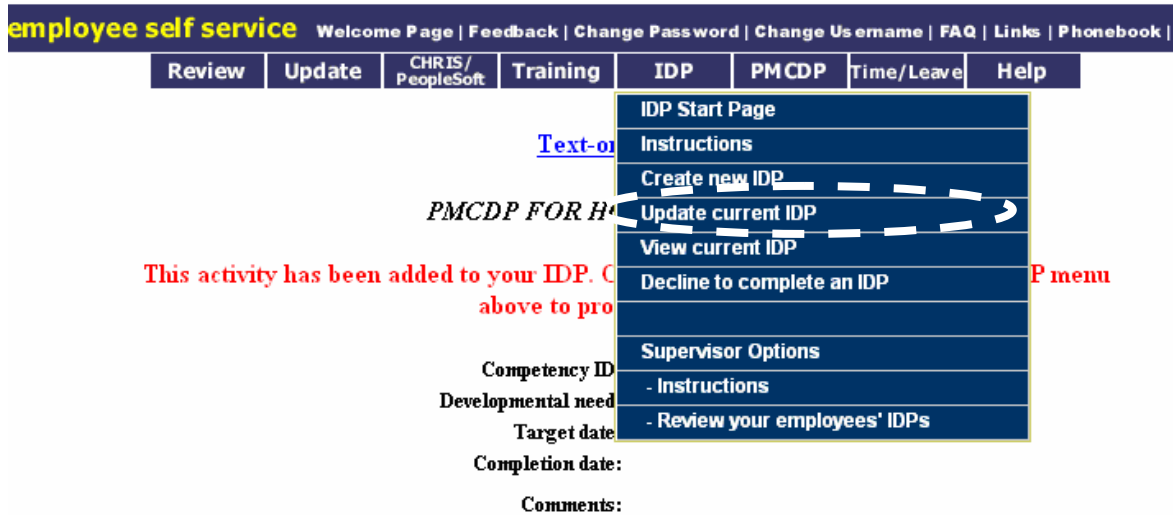 employee self service Welcome Page | Feedback | Change Password | Change Username | FAQ | Links | Phonebook |
Review Update CHRIS/ PeopleSoft Training IDP PMCDP Time/Leave Help
IDP Start Page
Instructions
Create new IDP
Update current IDP
View current IDP
Decline to complete an IDP
Supervisor Options
- Instructions
- Review your employees' IDPs
PMCDP FOR
This activity has been added to your IDP. menu
above to
Competency ID
Developmental need
Target date
Completion date:
Comments: